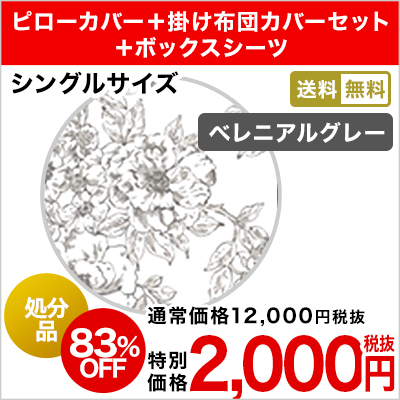 ピローカバー＋掛け布団カバーセット
＋ボックスシーツ
シングルサイズ
送料無料
ベレニアルグレー
処分品
83%OFF
通常価格12,000円税抜
特別価格2,000円税抜